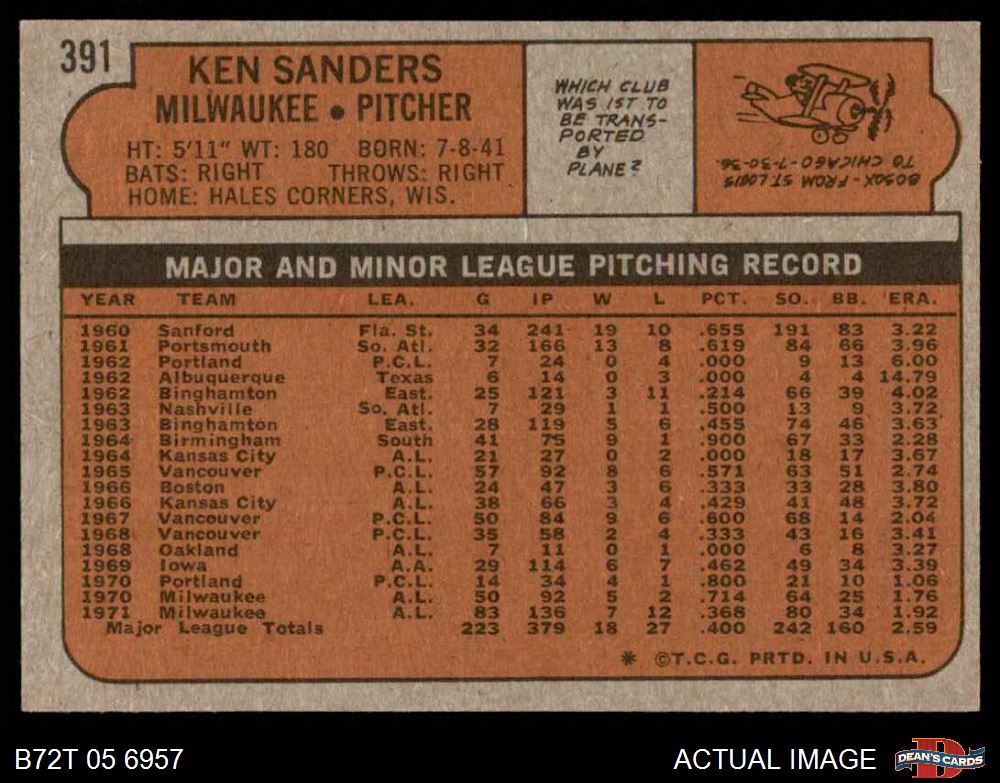 391
KEN SANDERS
MILWAUKEE • PITCHER
HT: 5'11" WT: 180 BORN: 7-8-41
BATS: RIGHT THROWS: RIGHT
HOME: HALES CORNERS, WIS.
WHICH CLUB
WAS 1ST TO
BE TRANS-
PORTED
BY
PLANE?
BOSOX-FROM ST. LOUIS
TO CHICAGO-7-30-36.
MAJOR AND MINOR LEAGUE PITCHING RECORD
YEAR TEAM LEA. G IP W L PCT. SO. BB. ERA.
1960 Sanford Fla. St. 34 241 19 10 .655 191 83 3.22
1961 Portsmouth So. Atl. 32 166 13 8 .619 84 66 3.96
1962 Portland P.C.L. 7 24 0 4 .000 9 13 6.00
1962 Albuquerque Texas 6 14 0 3 .000 4 4 14.79
1962 Binghamton East. 25 121 3 11 .214 66 39 4.02
1963 Nashville So. Atl. 7 29 1 1 .500 13 9 3.72
1963 Binghamton East. 28 119 5 6 .455 74 46 3.63
1964 Birmingham South 41 75 9 1 .900 67 33 2.28
1964 Kansas City A.L. 21 27 0 2 .000 18 17 3.67
1965 Vancouver P.C.L. 57 92 8 6 .571 63 51 2.74
1966 Boston A.L. 24 47 3 6 .333 33 28 3.80
1966 Kansas City A.L. 38 66 3 4 .429 41 48 3.72
1967 Vancouver P.C.L. 50 84 9 6 .600 68 14 2.04
1968 Vancouver P.C.L. 35 58 2 4 .333 43 16 3.41
1968 Oakland A.L. 7 11 0 1 .000 6 8 3.27
1969 Iowa A.A. 29 114 6 7 .462 49 34 3.39
1970 Portland P.C.L. 14 34 4 1 .800 21 10 1.06
1970 Milwaukee A.L. 50 92 5 2 .714 64 25 1.76
1971 Milwaukee A.L. 83 136 7 12 .368 80 34 1.92
Major League Totals 223 379 18 27 .400 242 160 2.59
* ©T.C.G. PRTD. IN U.S.A.
B72T 05 6957 ACTUAL IMAGE
D
DEAN'S CARDS